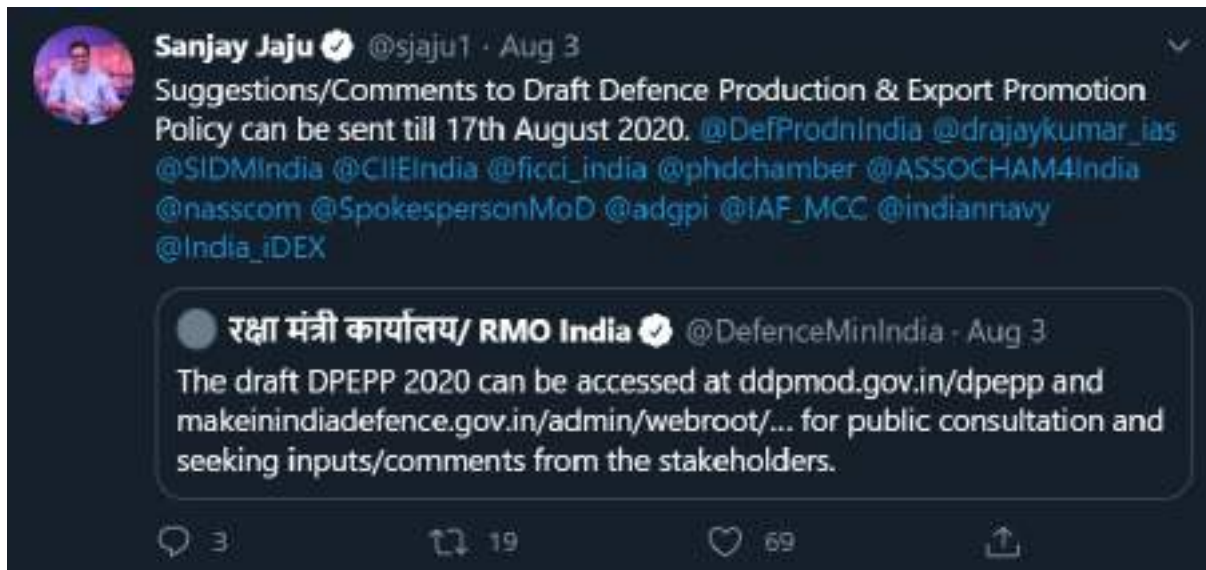 Sanjay Jaju @sjaju1 · Aug 3
Suggestions/Comments to Draft Defence Production & Export Promotion
Policy can be sent till 17th August 2020. @DefProdnIndia @drajaykumar_ias
@SIDMIndia @CIIEIndia @ficci_india @phdchamber @ASSOCHAM4India
@nasscom @SpokespersonMoD @adgpi @IAF_MCC @indiannavy
@India_iDEX
रक्षा मंत्री कार्यालय/ RMO India @DefenceMinIndia · Aug 3
The draft DPEPP 2020 can be accessed at ddpmod.gov.in/dpepp and
makeinindiadefence.gov.in/admin/webroot/... for public consultation and
seeking inputs/comments from the stakeholders.
3 19 69